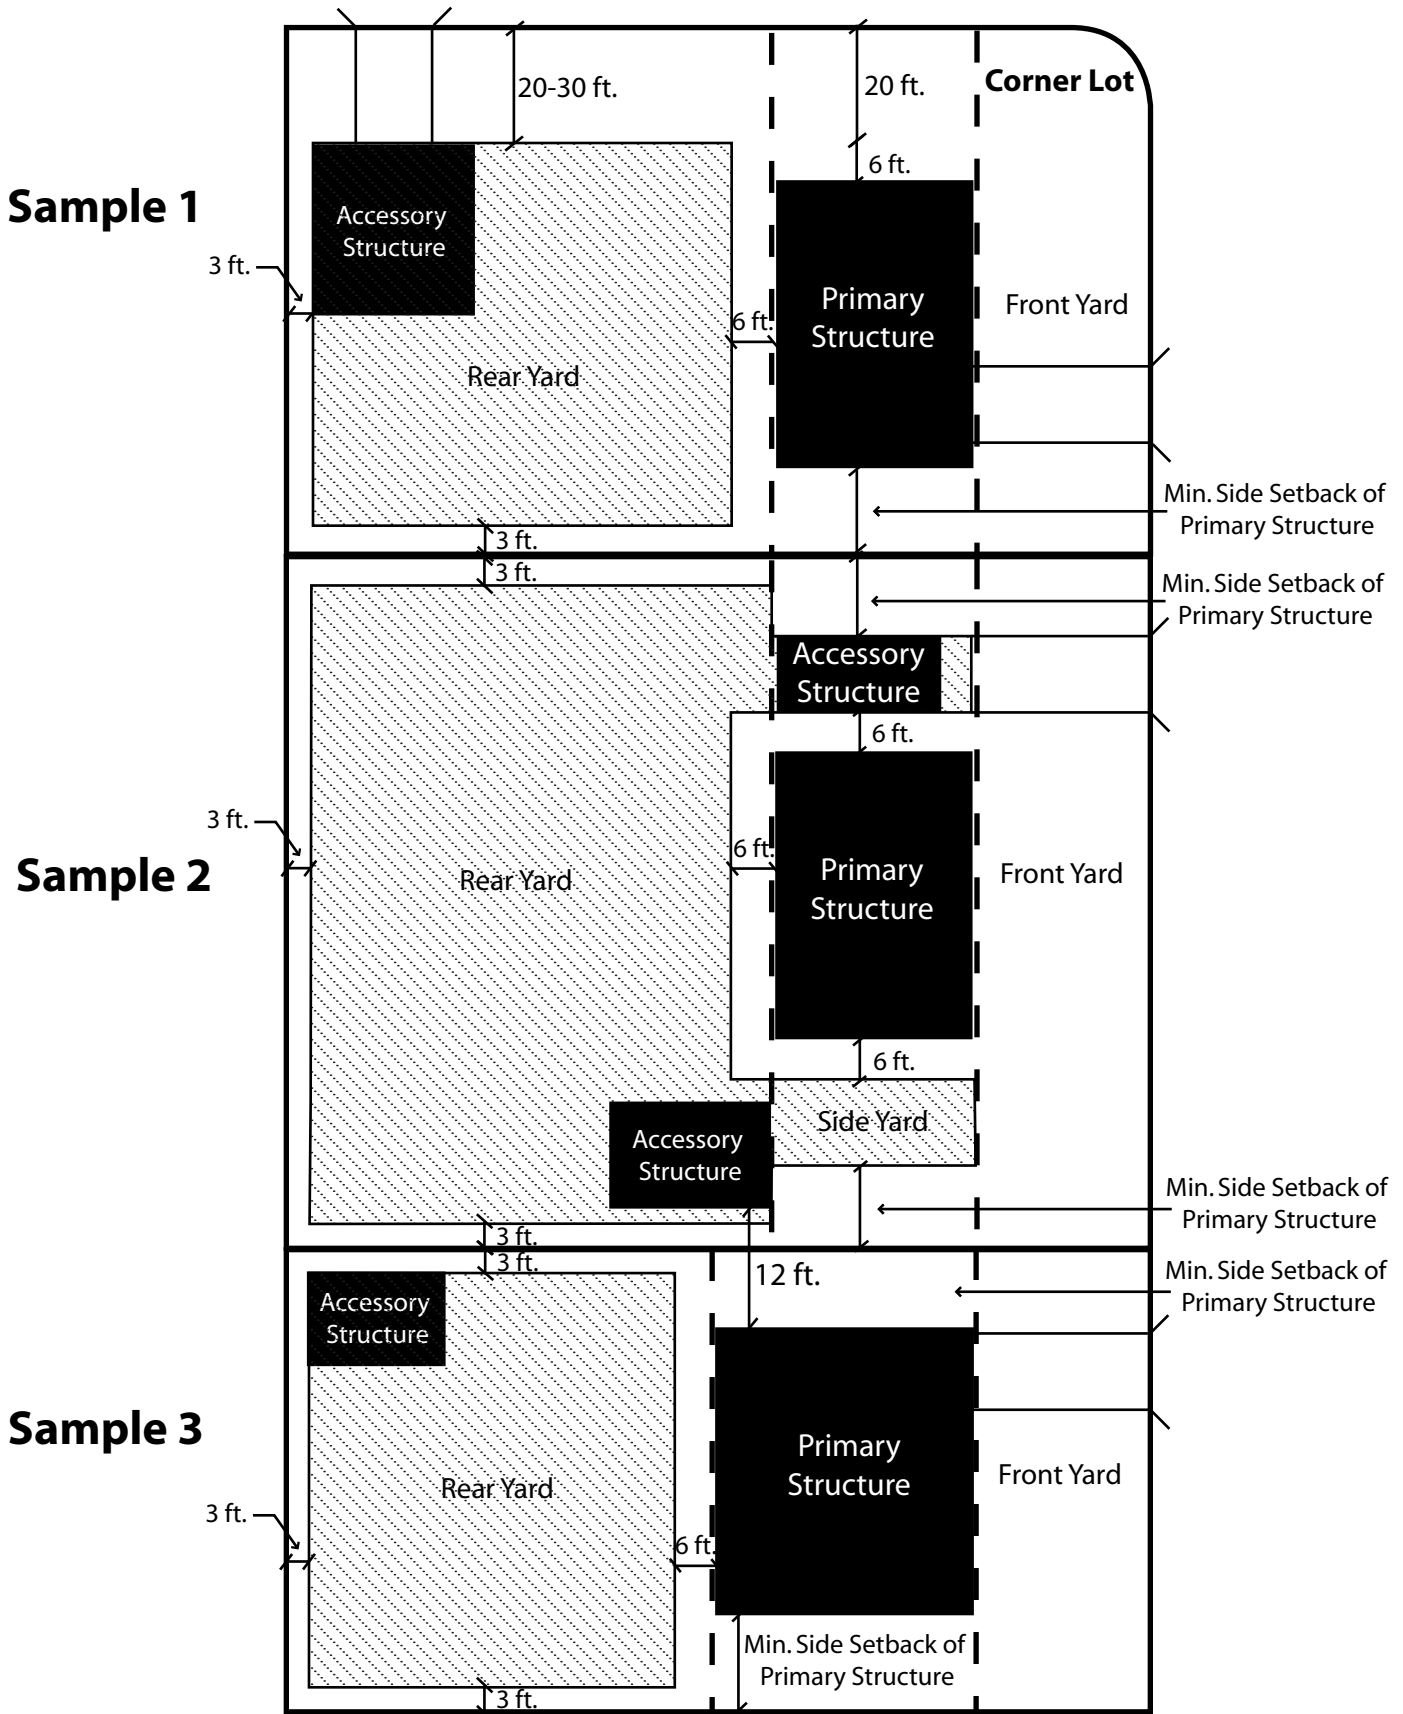 20-30 ft.
20 ft.
Corner Lot
6 ft.
Sample 1
Accessory
Structure
3 ft.
Primary
Structure
Front Yard
6 ft.
Rear Yard
Min. Side Setback of
Primary Structure
3 ft.
3 ft.
Min. Side Setback of
Primary Structure
Accessory
Structure
6 ft.
3 ft.
Sample 2
6 ft.
Rear Yard
Primary
Structure
Front Yard
6 ft.
Side Yard
Accessory
Structure
Min. Side Setback of
Primary Structure
3 ft.
3 ft.
12 ft.
Min. Side Setback of
Primary Structure
Accessory
Structure
Sample 3
Primary
Structure
Front Yard
Rear Yard
3 ft.
6 ft.
Min. Side Setback of
Primary Structure
3 ft.